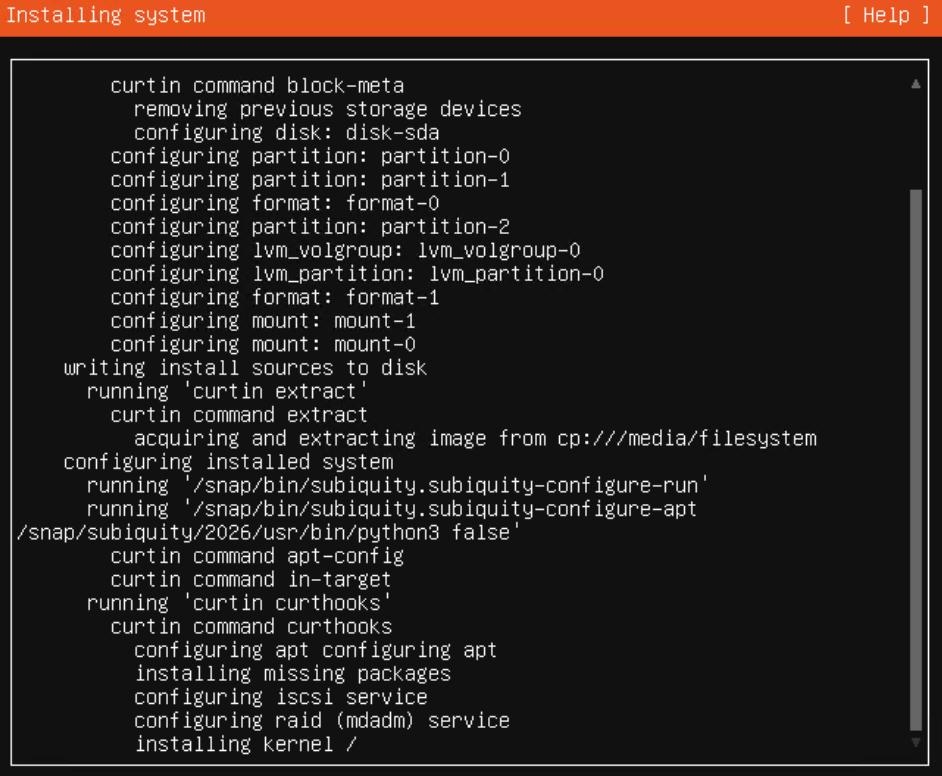 Installing system [ Help ]
curtin command block-meta
removing previous storage devices
configuring disk: disk-sda
configuring partition: partition-0
configuring partition: partition-1
configuring format: format-0
configuring partition: partition-2
configuring lvm_volgroup: lvm_volgroup-0
configuring lvm_partition: lvm_partition-0
configuring format: format-1
configuring mount: mount-1
configuring mount: mount-0
writing install sources to disk
running 'curtin extract'
curtin command extract
acquiring and extracting image from cp:///media/filesystem
configuring installed system
running '/snap/bin/subiquity.subiquity-configure-run'
running '/snap/bin/subiquity.subiquity-configure-apt
/snap/subiquity/2026/usr/bin/python3 false'
curtin command apt-config
curtin command in-target
running 'curtin curthooks'
curtin command curthooks
configuring apt configuring apt
installing missing packages
configuring iscsi service
configuring raid (mdadm) service
installing kernel /